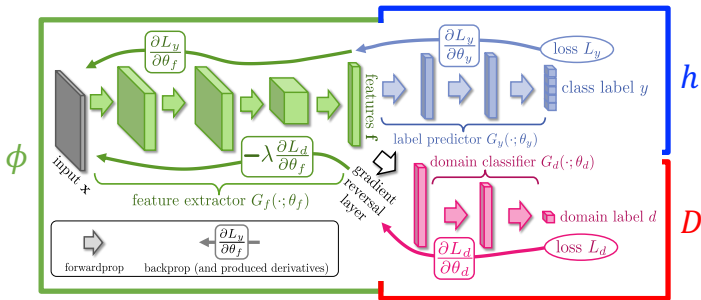 ∂L_y/∂θ_f
∂L_y/∂θ_y
loss L_y
h
features f
class label y
label predictor G_y(·;θ_y)
ϕ
input x
−λ ∂L_d/∂θ_f
gradient
reversal
layer
feature extractor G_f(·;θ_f)
domain classifier G_d(·;θ_d)
domain label d
D
∂L_d/∂θ_d
loss L_d
forwardprop
∂L_y/∂θ_f
backprop (and produced derivatives)